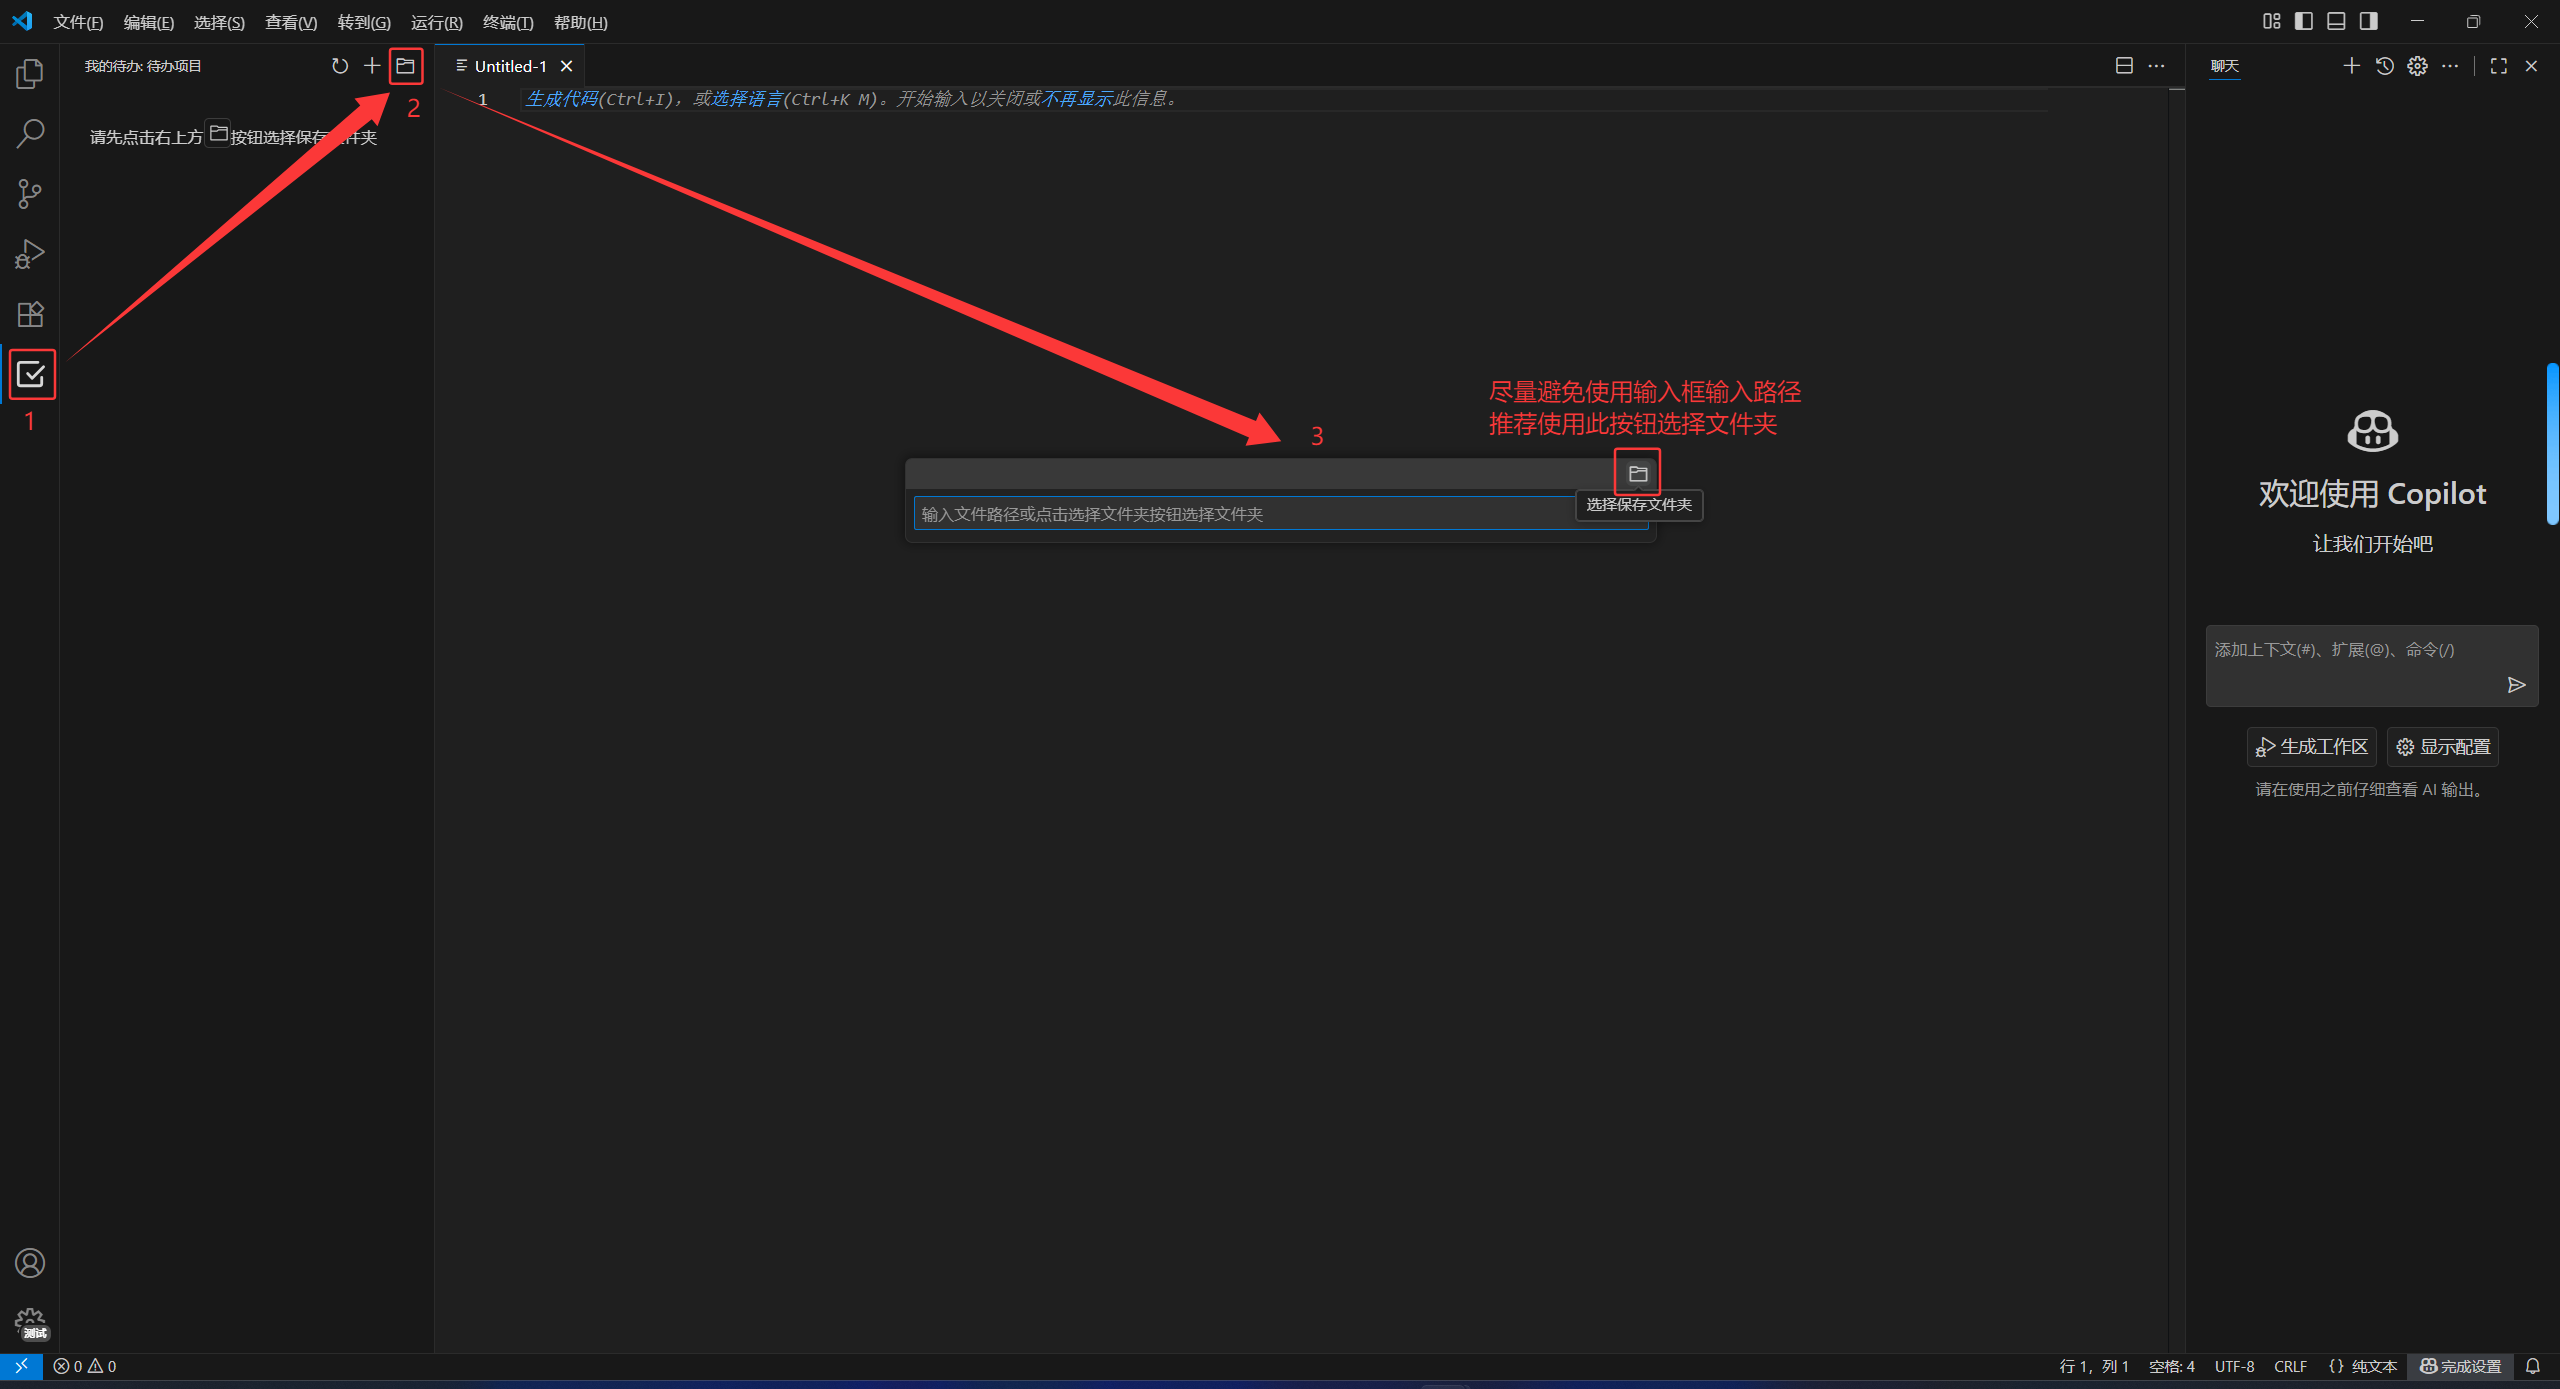 文件(F) 编辑(E) 选择(S) 查看(V) 转到(G) 运行(R) 终端(T) 帮助(H)
我的待办: 待办项目
2
请先点击右上方 按钮选择保存 件夹
1
Untitled-1
1 生成代码(Ctrl+I)，或选择语言(Ctrl+K M)。开始输入以关闭或不再显示此信息。
3
尽量避免使用输入框输入路径
推荐使用此按钮选择文件夹
选择保存文件夹
输入文件路径或点击选择文件夹按钮选择文件夹
聊天
欢迎使用 Copilot
让我们开始吧
添加上下文(#)、扩展(@)、命令(/)
生成工作区 显示配置
请在使用之前仔细查看 AI 输出。
测试
0 0
行 1，列 1 空格: 4 UTF-8 CRLF {} 纯文本 完成设置